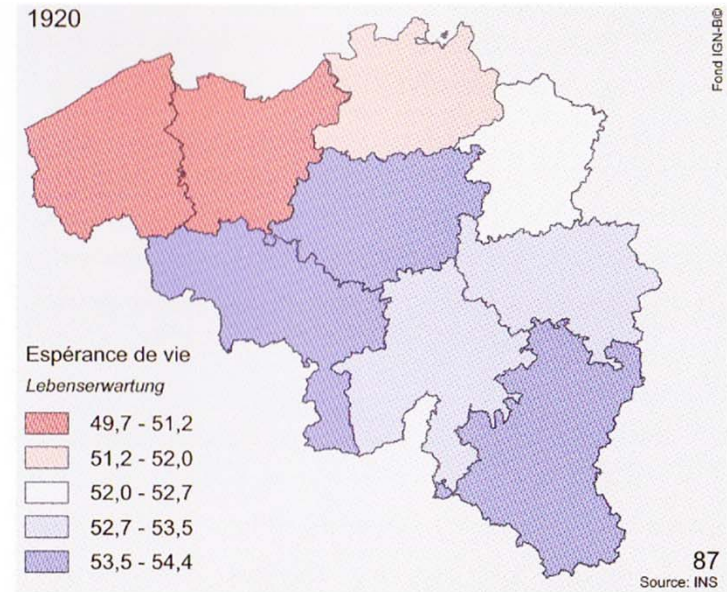 1920
Fond IGN-B©
Espérance de vie
Lebenserwartung
49,7 - 51,2
51,2 - 52,0
52,0 - 52,7
52,7 - 53,5
53,5 - 54,4
87
Source: INS